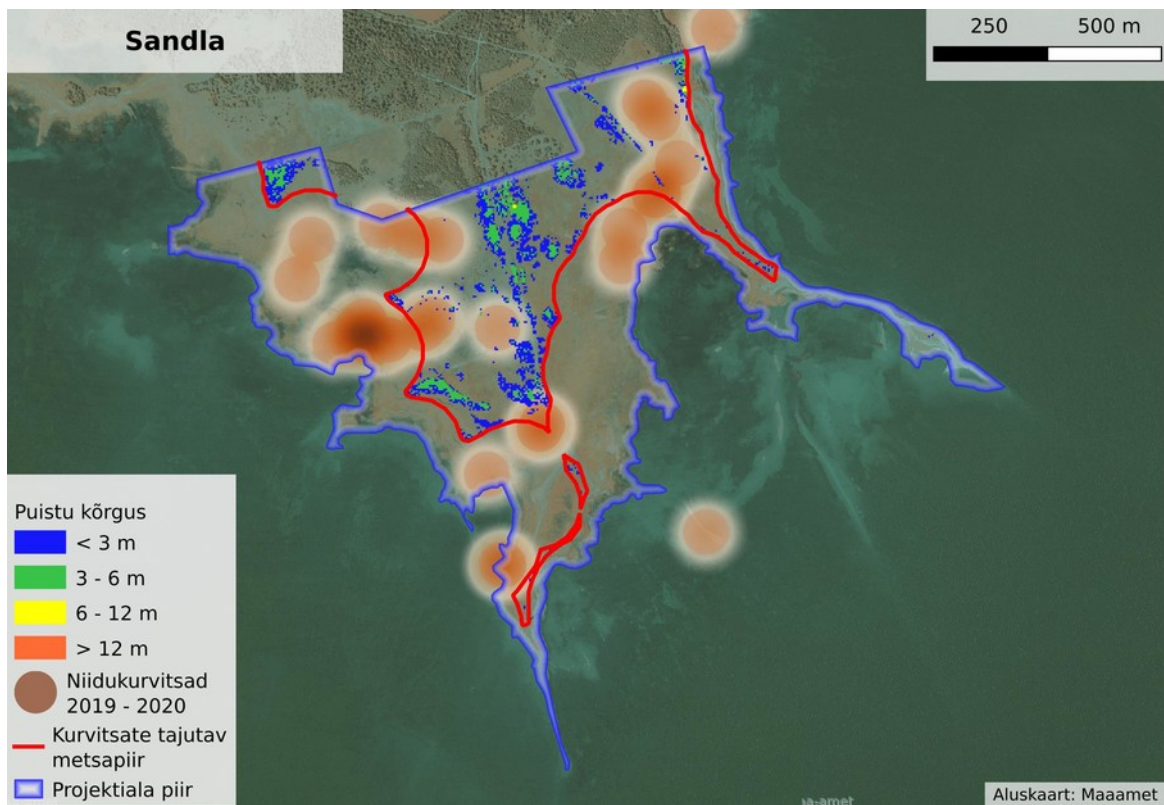 Sandla
250 500 m
Puistu kõrgus
< 3 m
3 - 6 m
6 - 12 m
> 12 m
Niidukurvitsad
2019 - 2020
Kurvitsate tajutav
metsapiir
Projektiala piir
Aluskaart: Maaamet